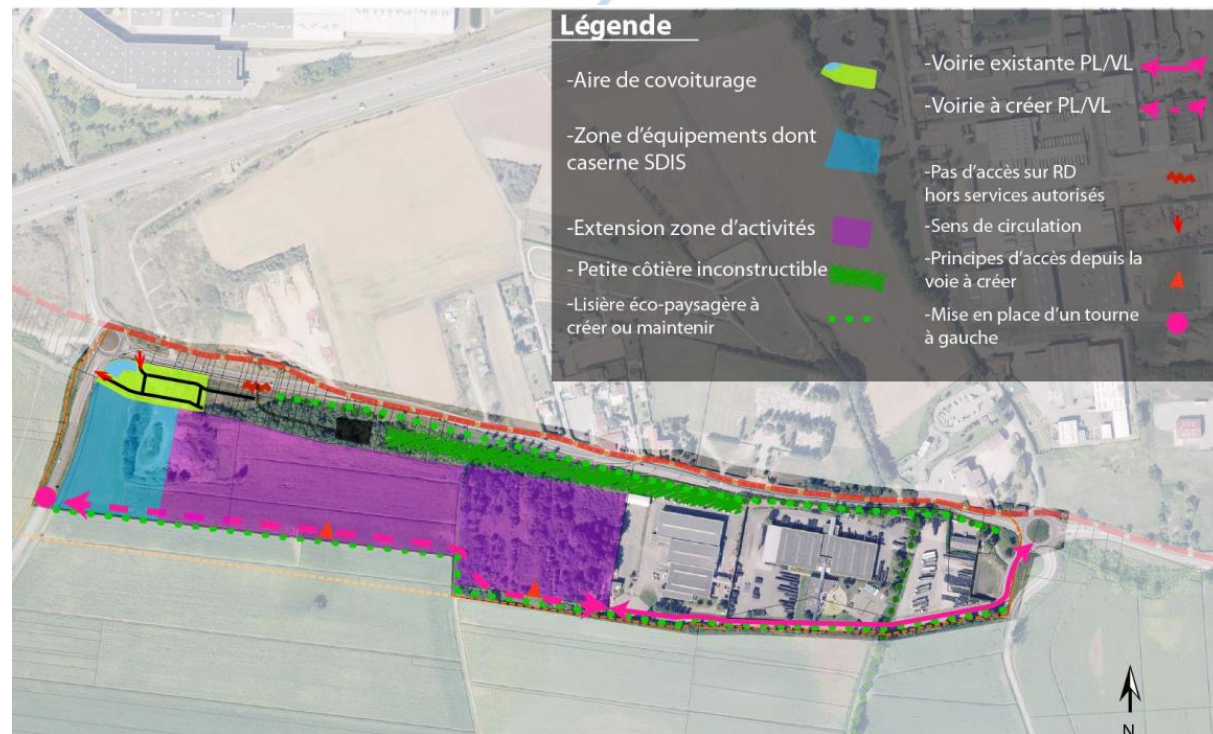 Légende
-Aire de covoiturage
-Zone d'équipements dont
caserne SDIS
-Extension zone d'activités
- Petite côtière inconstructible
-Lisière éco-paysagère à
créer ou maintenir
-Voirie existante PL/VL
-Voirie à créer PL/VL
-Pas d'accès sur RD
hors services autorisés
-Sens de circulation
-Principes d'accès depuis la
voie à créer
-Mise en place d'un tourne
à gauche
N